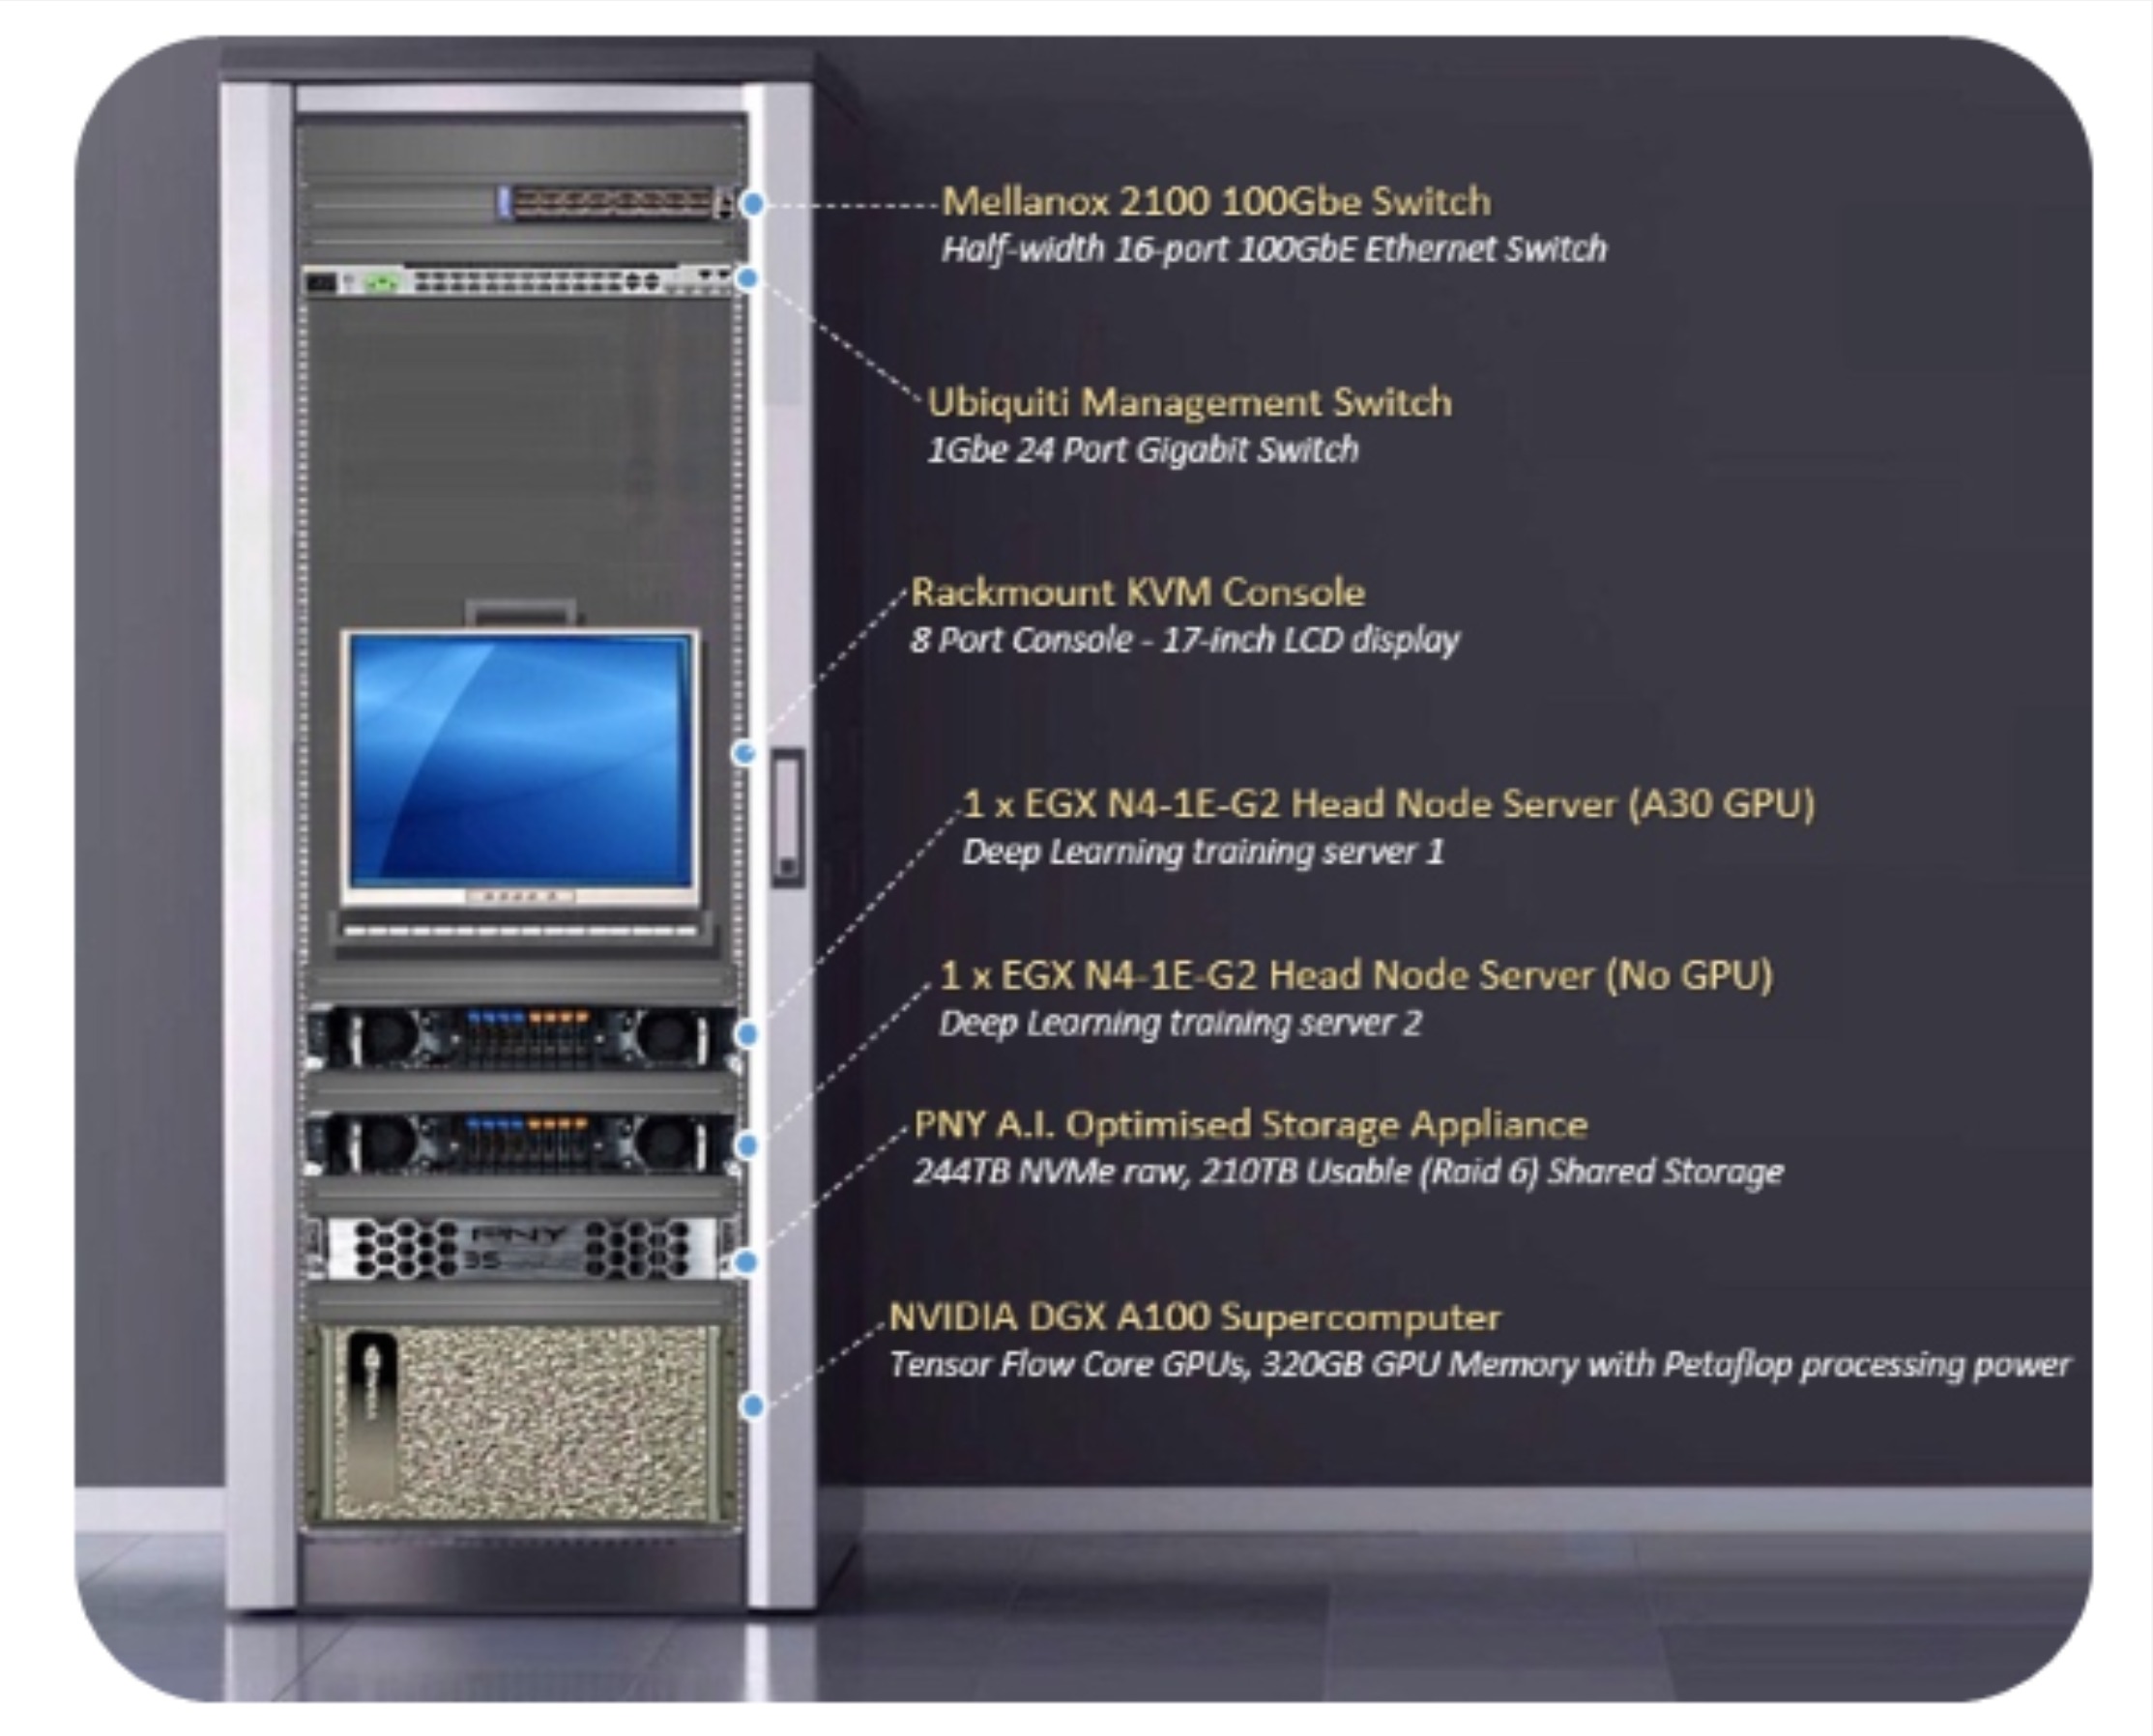 Mellanox 2100 100Gbe Switch
Half-width 16-port 100GbE Ethernet Switch
Ubiquiti Management Switch
1Gbe 24 Port Gigabit Switch
Rackmount KVM Console
8 Port Console - 17-inch LCD display
1 x EGX N4-1E-G2 Head Node Server (A30 GPU)
Deep Learning training server 1
1 x EGX N4-1E-G2 Head Node Server (No GPU)
Deep Learning training server 2
PNY A.I. Optimised Storage Appliance
244TB NVMe raw, 210TB Usable (Raid 6) Shared Storage
PNY
3S
NVIDIA DGX A100 Supercomputer
Tensor Flow Core GPUs, 320GB GPU Memory with Petaflop processing power